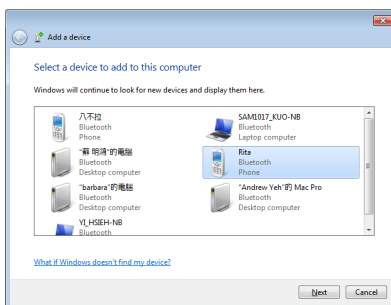 Add a device
Select a device to add to this computer
Windows will continue to look for new devices and display them here.
八不拉
Bluetooth
Phone
SAM1017_KUO-NB
Bluetooth
Laptop computer
"蘇 明鴻"的電腦
Bluetooth
Desktop computer
Rita
Bluetooth
Phone
"barbara"的電腦
Bluetooth
Desktop computer
"Andrew Yeh"的 Mac Pro
Bluetooth
Desktop computer
YI_HSIEH-NB
Bluetooth
What if Windows doesn't find my device?
Next
Cancel